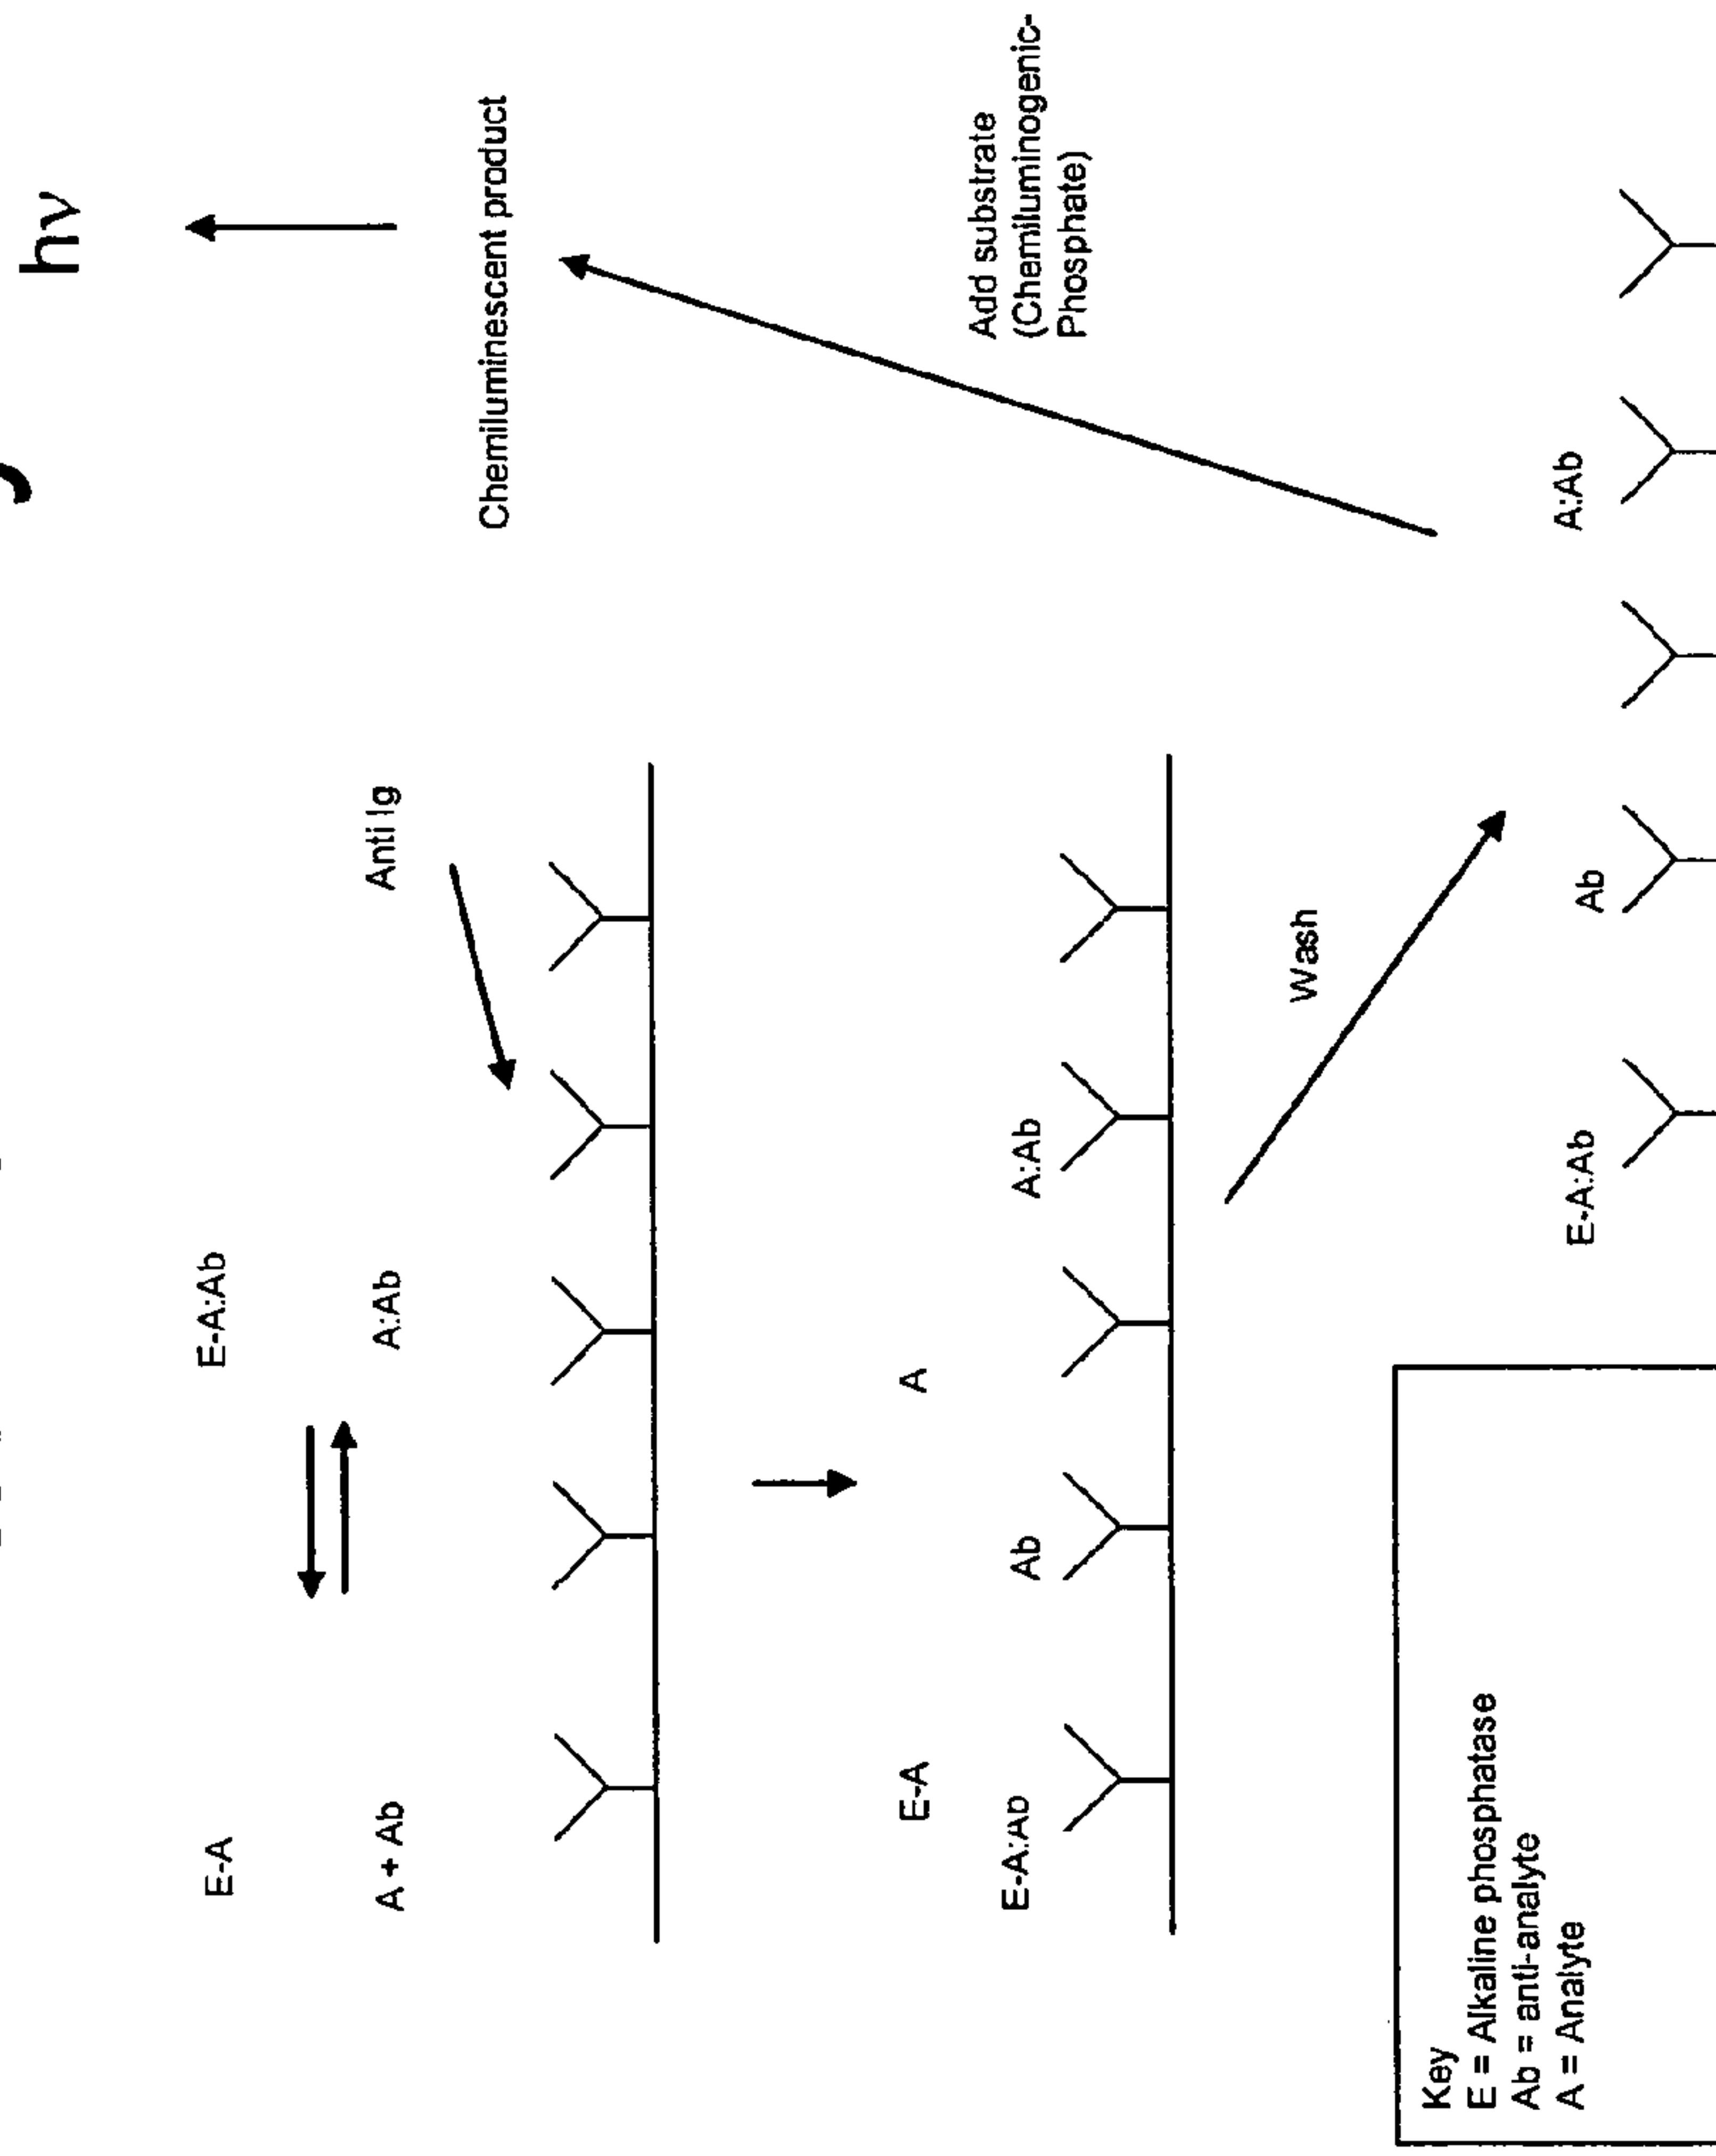 hν
E-A
E-A:Ab
A + Ab
A:Ab
Anti Ig
Chemiluminescent product
E-A
A
E-A:Ab
Ab
A:Ab
Add substrate
(Chemiluminogenic-
Phosphate)
Wash
E-A:Ab
Ab
A:Ab
Key
E = Alkaline phosphatase
Ab = anti-analyte
A = Analyte